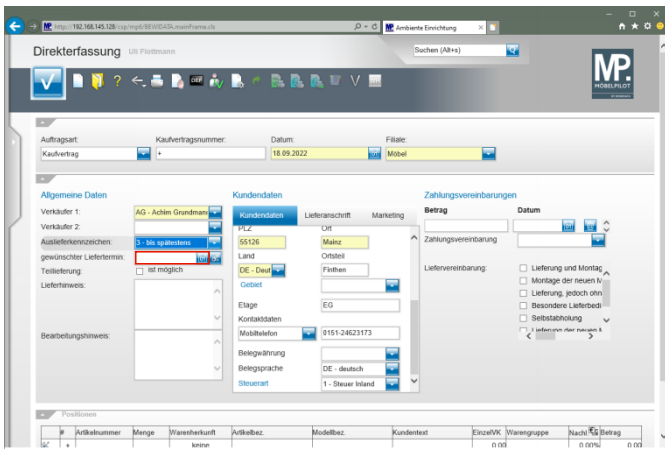 http://192.168.145.128/csp/mpli/BEWIDATA.mainFrame.cls
Ambiente Einrichtung
Direkterfassung Uli Flottmann
Suchen (Alt+s)
MP.
MÖBELPILOT
Auftragsart:
Kaufvertragsnummer:
Datum:
Filiale:
Kaufvertrag
+
18.09.2022
Möbel
Allgemeine Daten
Verkäufer 1:
AG - Achim Grundmann
Verkäufer 2:
Auslieferkennzeichen:
3 - bis spätestens
gewünschter Liefertermin:
Teillieferung:
ist möglich
Lieferhinweis:
Bearbeitungshinweis:
Kundendaten
Kundendaten Lieferanschrift Marketing
PLZ Ort
55126 Mainz
Land Ortsteil
DE - Deut Finthen
Gebiet
Etage EG
Kontaktdaten
Mobiltelefon 0151-24623173
Belegwährung
Belegsprache DE - deutsch
Steuerart 1 - Steuer Inland
Zahlungsvereinbarungen
Betrag Datum
Zahlungsvereinbarung
Liefervereinbarung:
Lieferung und Montag
Montage der neuen M
Lieferung, jedoch ohn
Besondere Lieferbedi
Selbstabholung
Lieferung der neuen M
Positionen
# Artikelnummer Menge Warenherkunft Artikelbez. Modellbez. Kundentext EinzelVK Warengruppe Nachl. Betrag
+ keine 0.00 0.00% 0.00